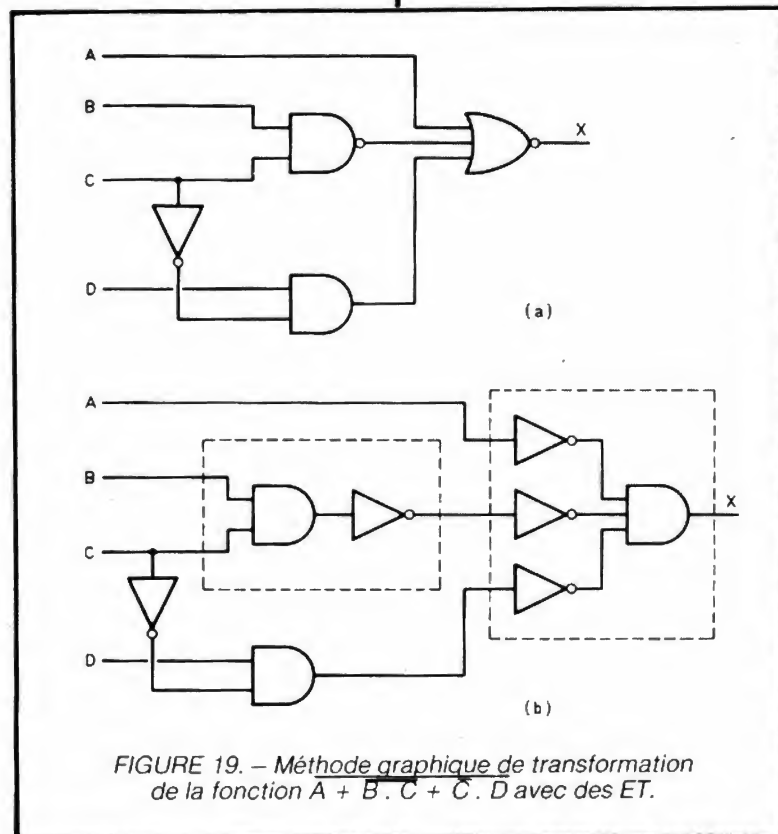 A
B
X
C
D
(a)
A
B
X
C
D
(b)
FIGURE 19. – Méthode graphique de transformation
de la fonction A + B . C + C . D avec des ET.